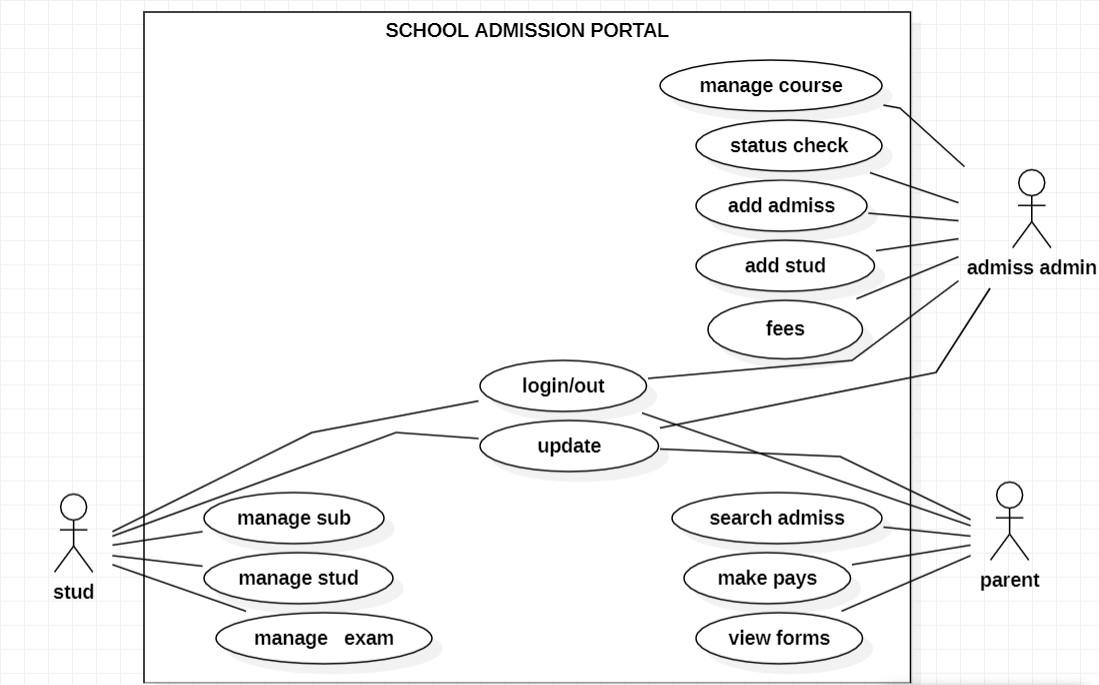 SCHOOL ADMISSION PORTAL
manage course
status check
add admiss
add stud
fees
admiss admin
login/out
update
manage sub
manage stud
manage exam
stud
search admiss
make pays
view forms
parent